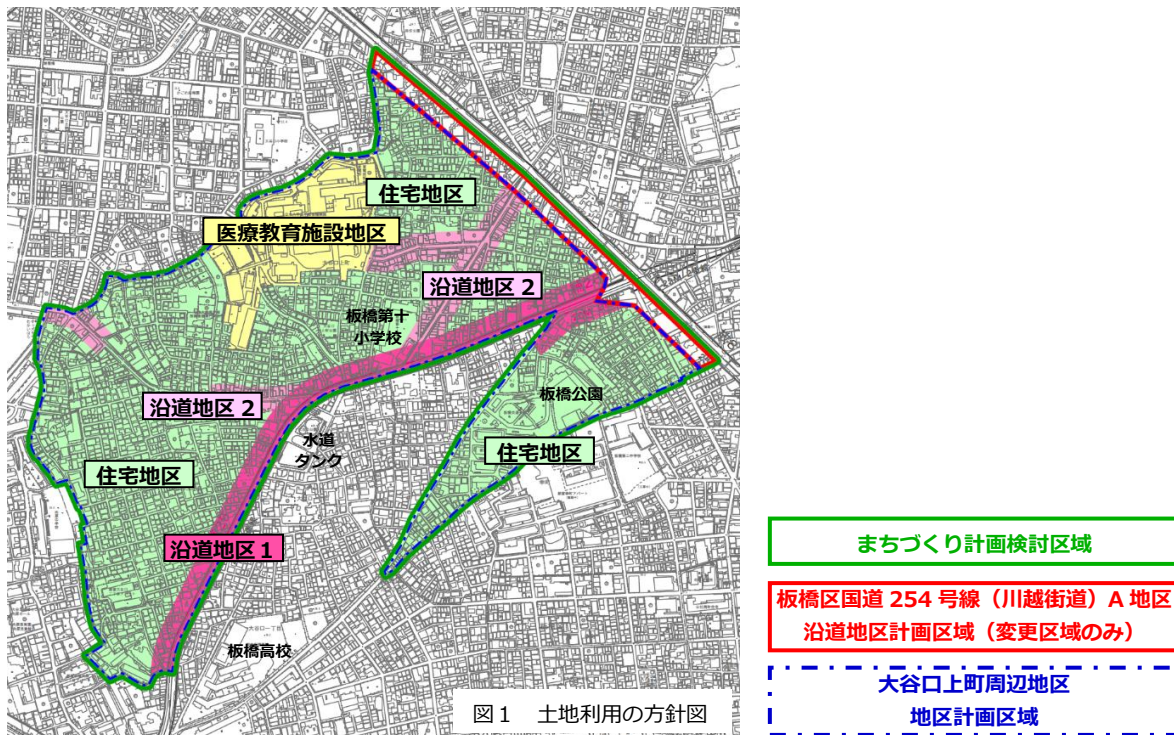 住宅地区
医療教育施設地区
沿道地区 2
板橋第十
小学校
板橋公園
沿道地区 2
水道
タンク
住宅地区
住宅地区
沿道地区 1
板橋高校
図1 土地利用の方針図
まちづくり計画検討区域
板橋区国道 254 号線（川越街道）A 地区
沿道地区計画区域（変更区域のみ）
大谷口上町周辺地区
地区計画区域